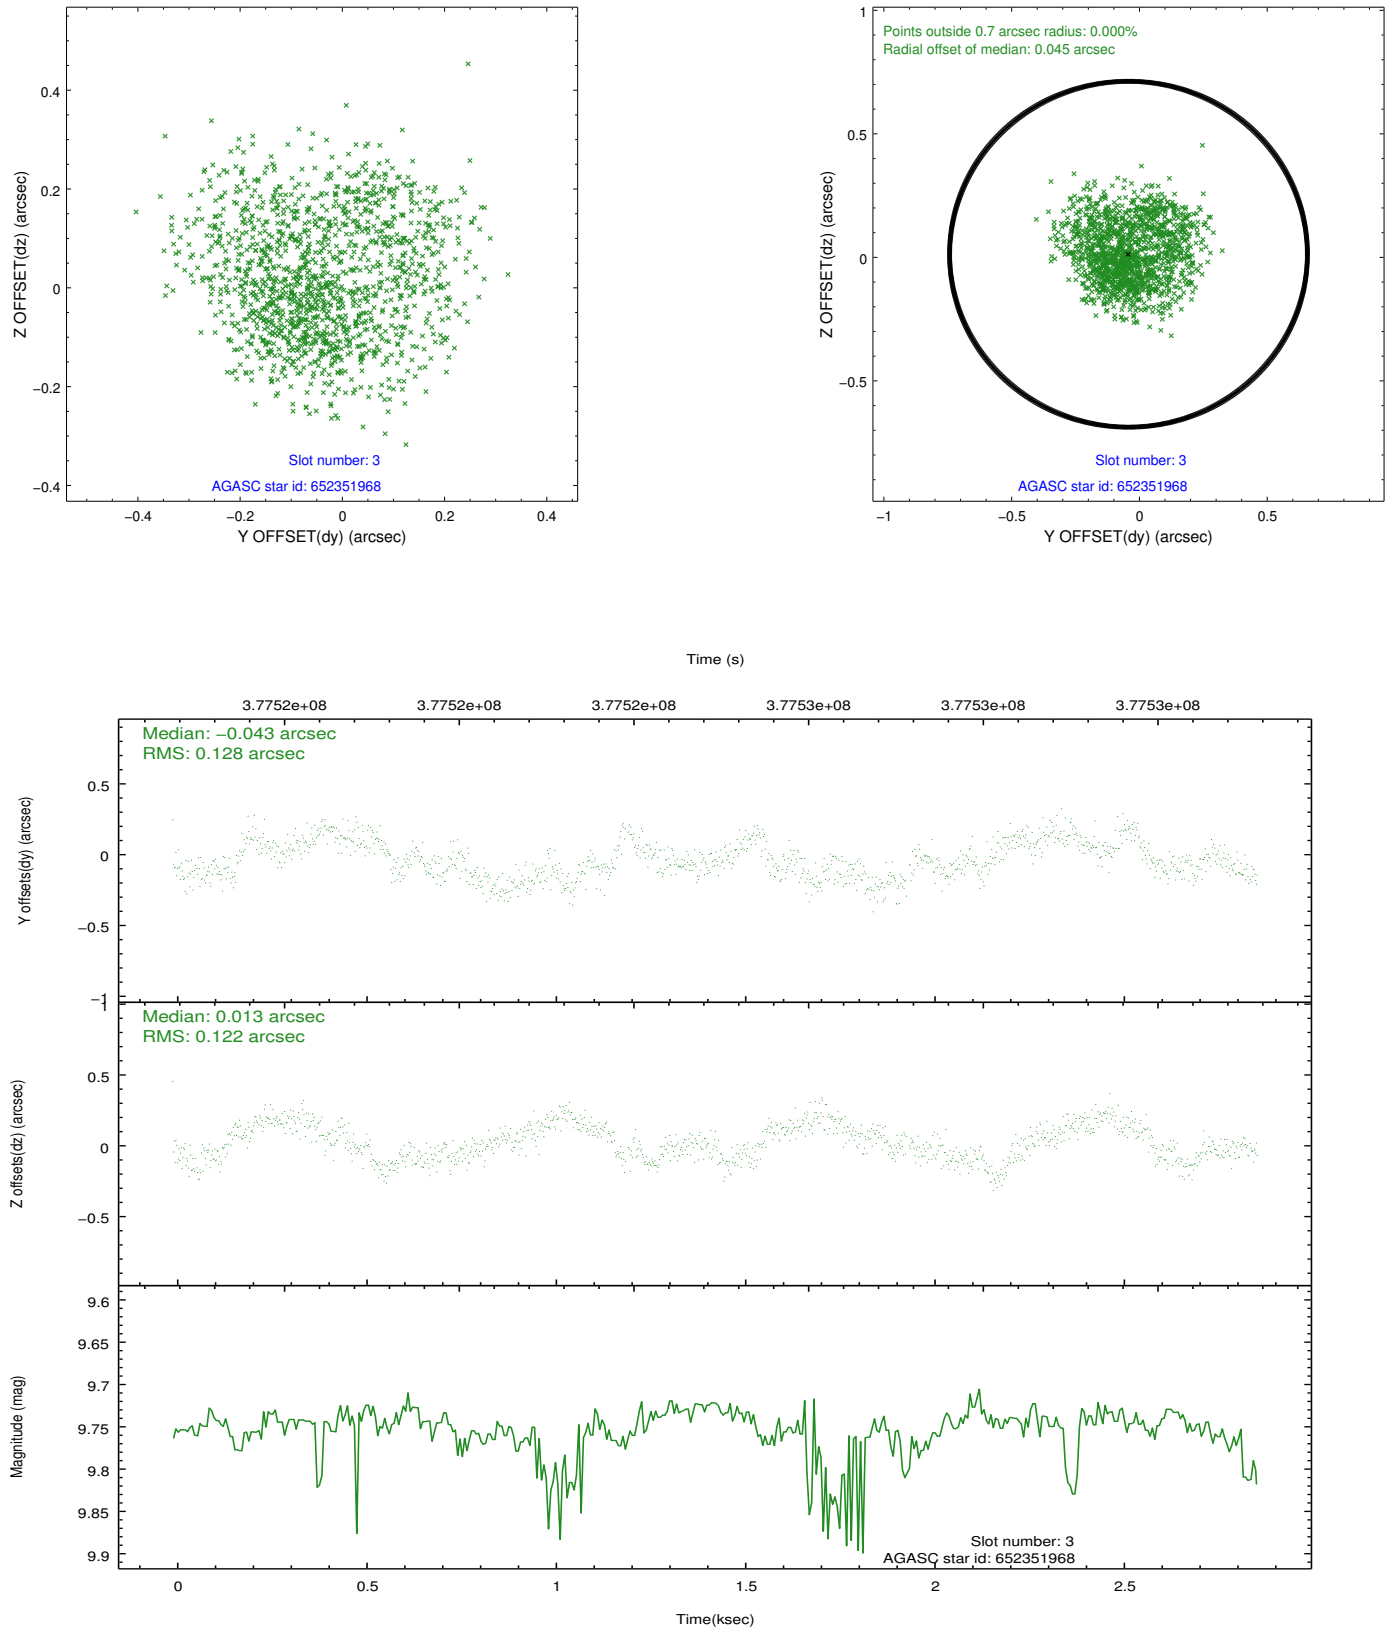 0.4
0.2
0
−0.2
−0.4
Z OFFSET(dz) (arcsec)
Slot number: 3
AGASC star id: 652351968
−0.4 −0.2 0 0.2 0.4
Y OFFSET(dy) (arcsec)
1
0.5
0
−0.5
Z OFFSET(dz) (arcsec)
Points outside 0.7 arcsec radius: 0.000%
Radial offset of median: 0.045 arcsec
Slot number: 3
AGASC star id: 652351968
−1 −0.5 0 0.5
Y OFFSET(dy) (arcsec)
Time (s)
3.7752e+08 3.7752e+08 3.7752e+08 3.7753e+08 3.7753e+08 3.7753e+08
Median: −0.043 arcsec
RMS: 0.128 arcsec
0.5
0
−0.5
−1
Y offsets(dy) (arcsec)
Median: 0.013 arcsec
RMS: 0.122 arcsec
1
0.5
0
−0.5
Z offsets(dz) (arcsec)
9.6
9.65
9.7
9.75
9.8
9.85
9.9
Magnitude (mag)
Slot number: 3
AGASC star id: 652351968
0 0.5 1 1.5 2 2.5
Time(ksec)